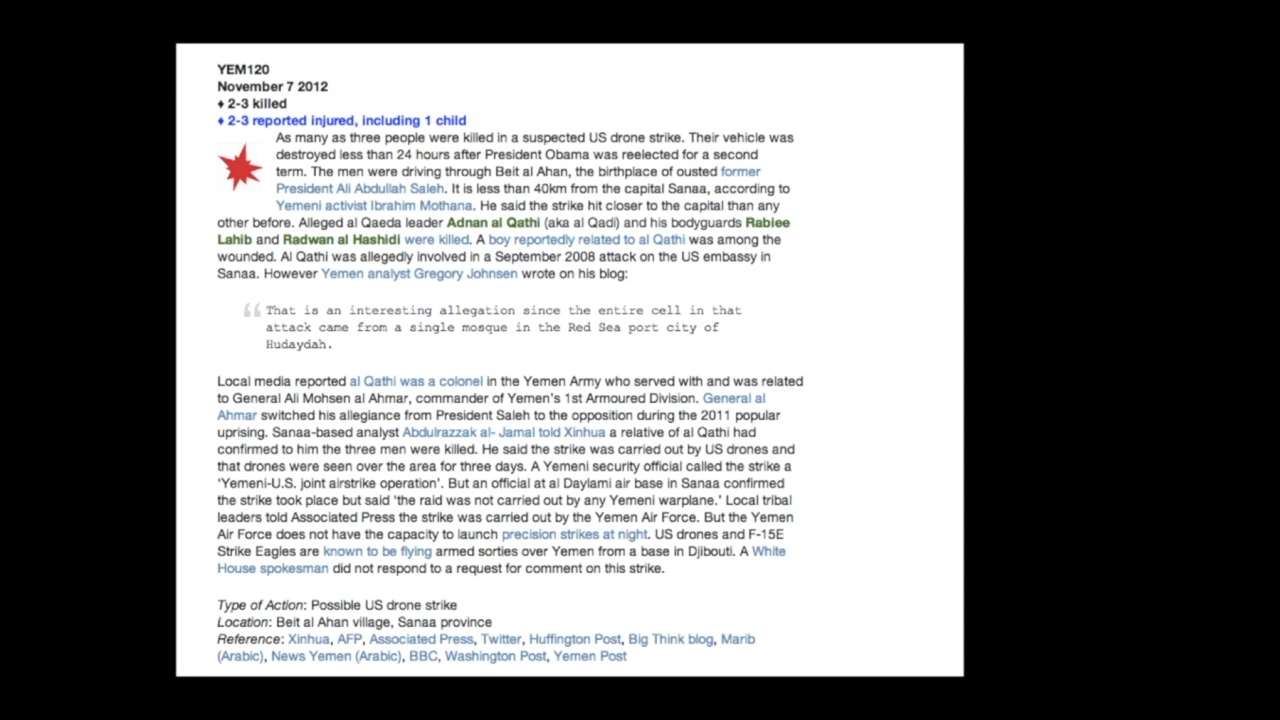 YEM120
November 7 2012
♦ 2-3 killed
♦ 2-3 reported injured, including 1 child
As many as three people were killed in a suspected US drone strike. Their vehicle was
destroyed less than 24 hours after President Obama was reelected for a second
term. The men were driving through Beit al Ahan, the birthplace of ousted former
President Ali Abdullah Saleh. It is less than 40km from the capital Sanaa, according to
Yemeni activist Ibrahim Mothana. He said the strike hit closer to the capital than any
other before. Alleged al Qaeda leader Adnan al Qathi (aka al Qadi) and his bodyguards Rabiee
Lahib and Radwan al Hashidi were killed. A boy reportedly related to al Qathi was among the
wounded. Al Qathi was allegedly involved in a September 2008 attack on the US embassy in
Sanaa. However Yemen analyst Gregory Johnsen wrote on his blog:
“ That is an interesting allegation since the entire cell in that
attack came from a single mosque in the Red Sea port city of
Hudaydah.
Local media reported al Qathi was a colonel in the Yemen Army who served with and was related
to General Ali Mohsen al Ahmar, commander of Yemen's 1st Armoured Division. General al
Ahmar switched his allegiance from President Saleh to the opposition during the 2011 popular
uprising. Sanaa-based analyst Abdulrazzak al- Jamal told Xinhua a relative of al Qathi had
confirmed to him the three men were killed. He said the strike was carried out by US drones and
that drones were seen over the area for three days. A Yemeni security official called the strike a
'Yemeni-U.S. joint airstrike operation'. But an official at al Daylami air base in Sanaa confirmed
the strike took place but said 'the raid was not carried out by any Yemeni warplane.' Local tribal
leaders told Associated Press the strike was carried out by the Yemen Air Force. But the Yemen
Air Force does not have the capacity to launch precision strikes at night. US drones and F-15E
Strike Eagles are known to be flying armed sorties over Yemen from a base in Djibouti. A White
House spokesman did not respond to a request for comment on this strike.
Type of Action: Possible US drone strike
Location: Beit al Ahan village, Sanaa province
Reference: Xinhua, AFP, Associated Press, Twitter, Huffington Post, Big Think blog, Marib
(Arabic), News Yemen (Arabic), BBC, Washington Post, Yemen Post